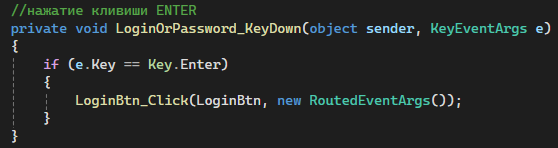 //нажатие кливиши ENTER
private void LoginOrPassword_KeyDown(object sender, KeyEventArgs e)
{
if (e.Key == Key.Enter)
{
LoginBtn_Click(LoginBtn, new RoutedEventArgs());
}
}